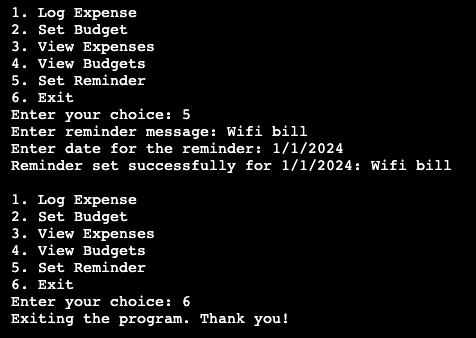 1. Log Expense
2. Set Budget
3. View Expenses
4. View Budgets
5. Set Reminder
6. Exit
Enter your choice: 5
Enter reminder message: Wifi bill
Enter date for the reminder: 1/1/2024
Reminder set successfully for 1/1/2024: Wifi bill
1. Log Expense
2. Set Budget
3. View Expenses
4. View Budgets
5. Set Reminder
6. Exit
Enter your choice: 6
Exiting the program. Thank you!